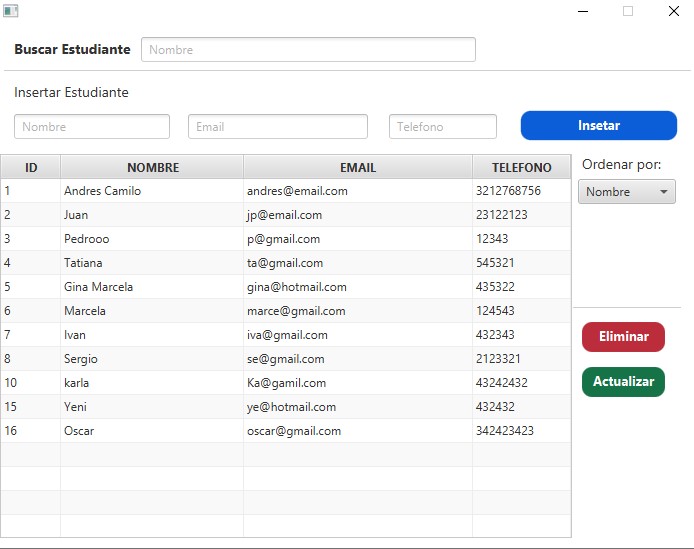 Buscar Estudiante Nombre
Insertar Estudiante
Nombre Email Telefono Insetar
ID NOMBRE EMAIL TELEFONO Ordenar por:
1 Andres Camilo andres@email.com 3212768756 Nombre
2 Juan jp@email.com 23122123
3 Pedrooo p@gmail.com 12343
4 Tatiana ta@gmail.com 545321
5 Gina Marcela gina@hotmail.com 435322
6 Marcela marce@gmail.com 124543
7 Ivan iva@gmail.com 432343 Eliminar
8 Sergio se@gmail.com 2123321
10 karla Ka@gamil.com 43242432 Actualizar
15 Yeni ye@hotmail.com 432432
16 Oscar oscar@gmail.com 342423423